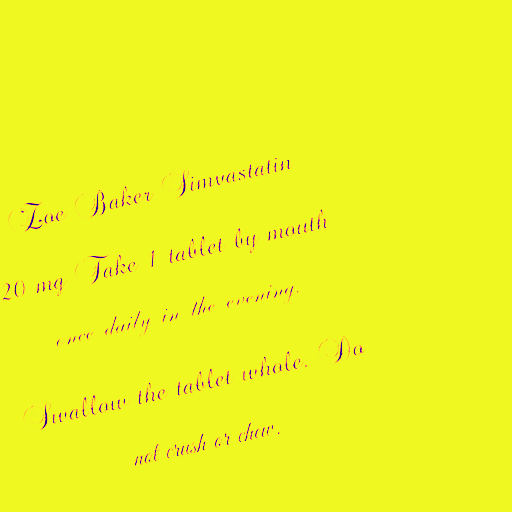 Zoe Baker Simvastatin
20 mg Take 1 tablet by mouth
once daily in the evening.
Swallow the tablet whole. Do
not crush or chew.